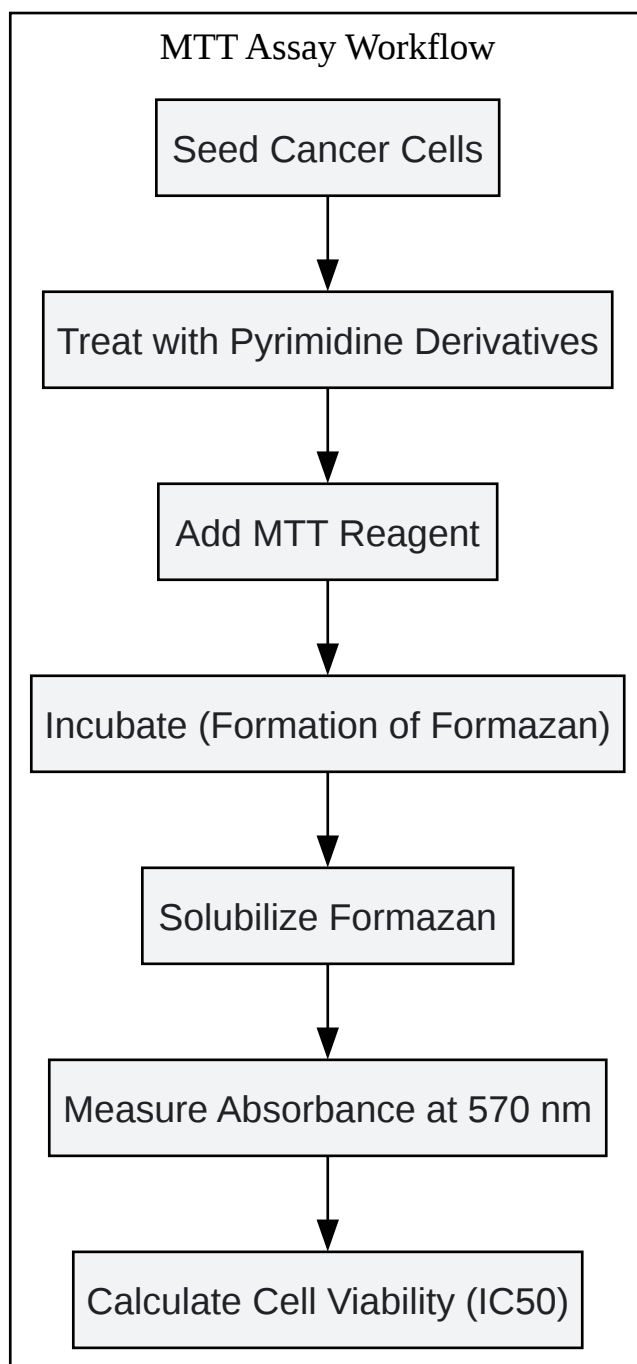 MTT Assay Workflow
Seed Cancer Cells
Treat with Pyrimidine Derivatives
Add MTT Reagent
Incubate (Formation of Formazan)
Solubilize Formazan
Measure Absorbance at 570 nm
Calculate Cell Viability (IC50)